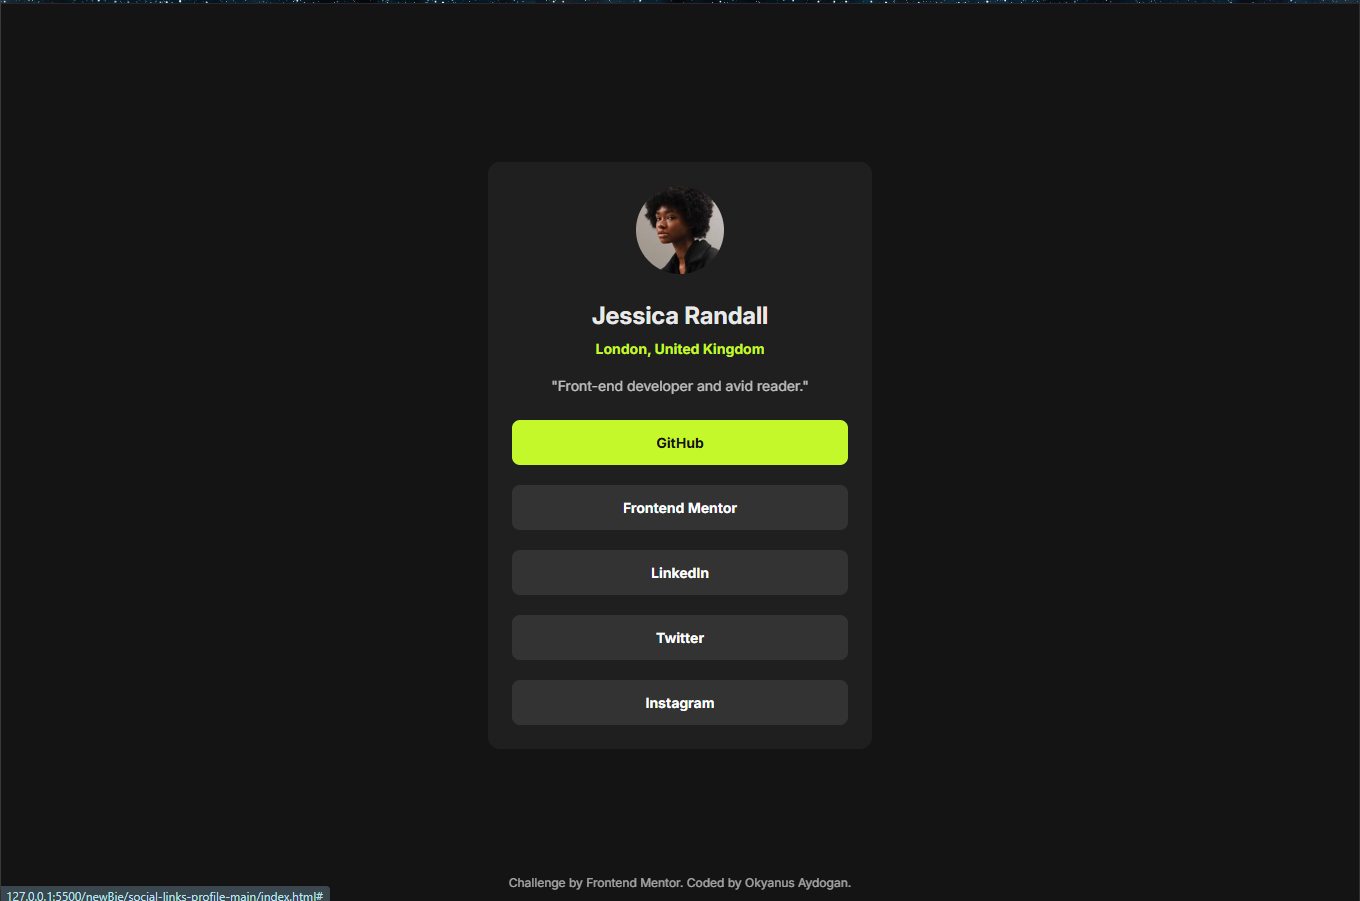 Jessica Randall
London, United Kingdom
"Front-end developer and avid reader."
GitHub
Frontend Mentor
LinkedIn
Twitter
Instagram
Challenge by Frontend Mentor. Coded by Okyanus Aydogan.
127.0.0.1:5500/newBie/social-links-profile-main/index.html#